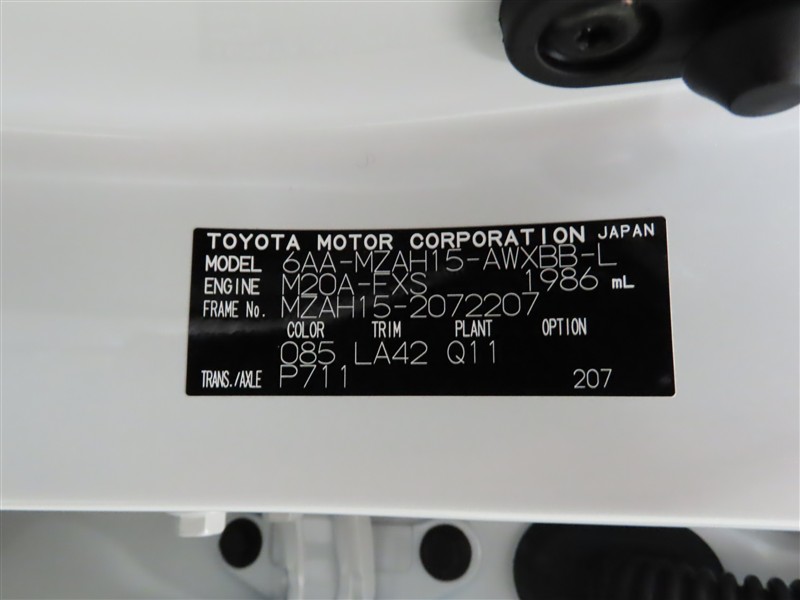 TOYOTA MOTOR CORPORATION JAPAN
MODEL 6AA-MZAH15-AWXBB-L
ENGINE M20A-FXS 1986 mL
FRAME No. MZAH15-2072207
COLOR TRIM PLANT OPTION
085 LA42 Q11
TRANS./AXLE P711 207